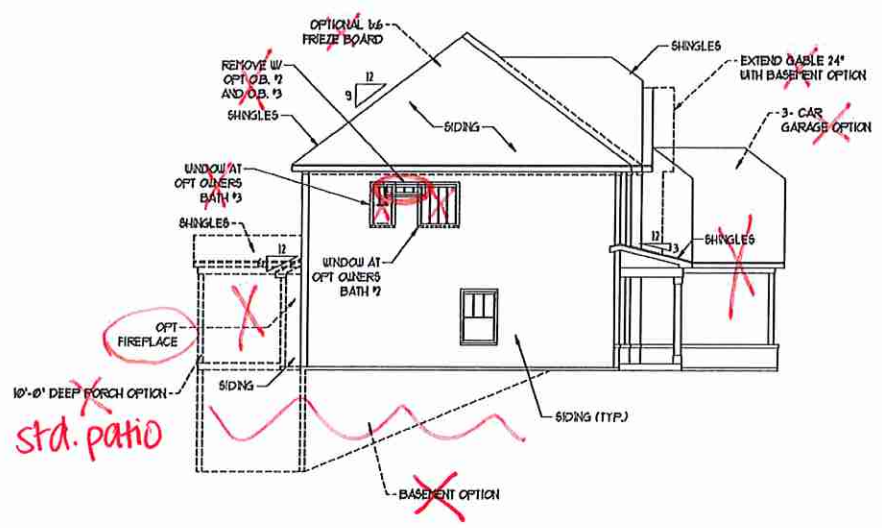 OPTIONAL 1x6
FRIEZE BOARD
SHINGLES
EXTEND GABLE 24"
WITH BASEMENT OPTION
REMOVE W/
OPT O.B. #2
AND O.B. #3
12
9
3- CAR
GARAGE OPTION
SHINGLES
SIDING
WINDOW AT
OPT OWNERS
BATH #3
SHINGLES
12
12
3
SHINGLES
WINDOW AT
OPT OWNERS
BATH #2
OPT
FIREPLACE
SIDING
10'-0" DEEP PORCH OPTION
std. patio
SIDING (TYP.)
BASEMENT OPTION